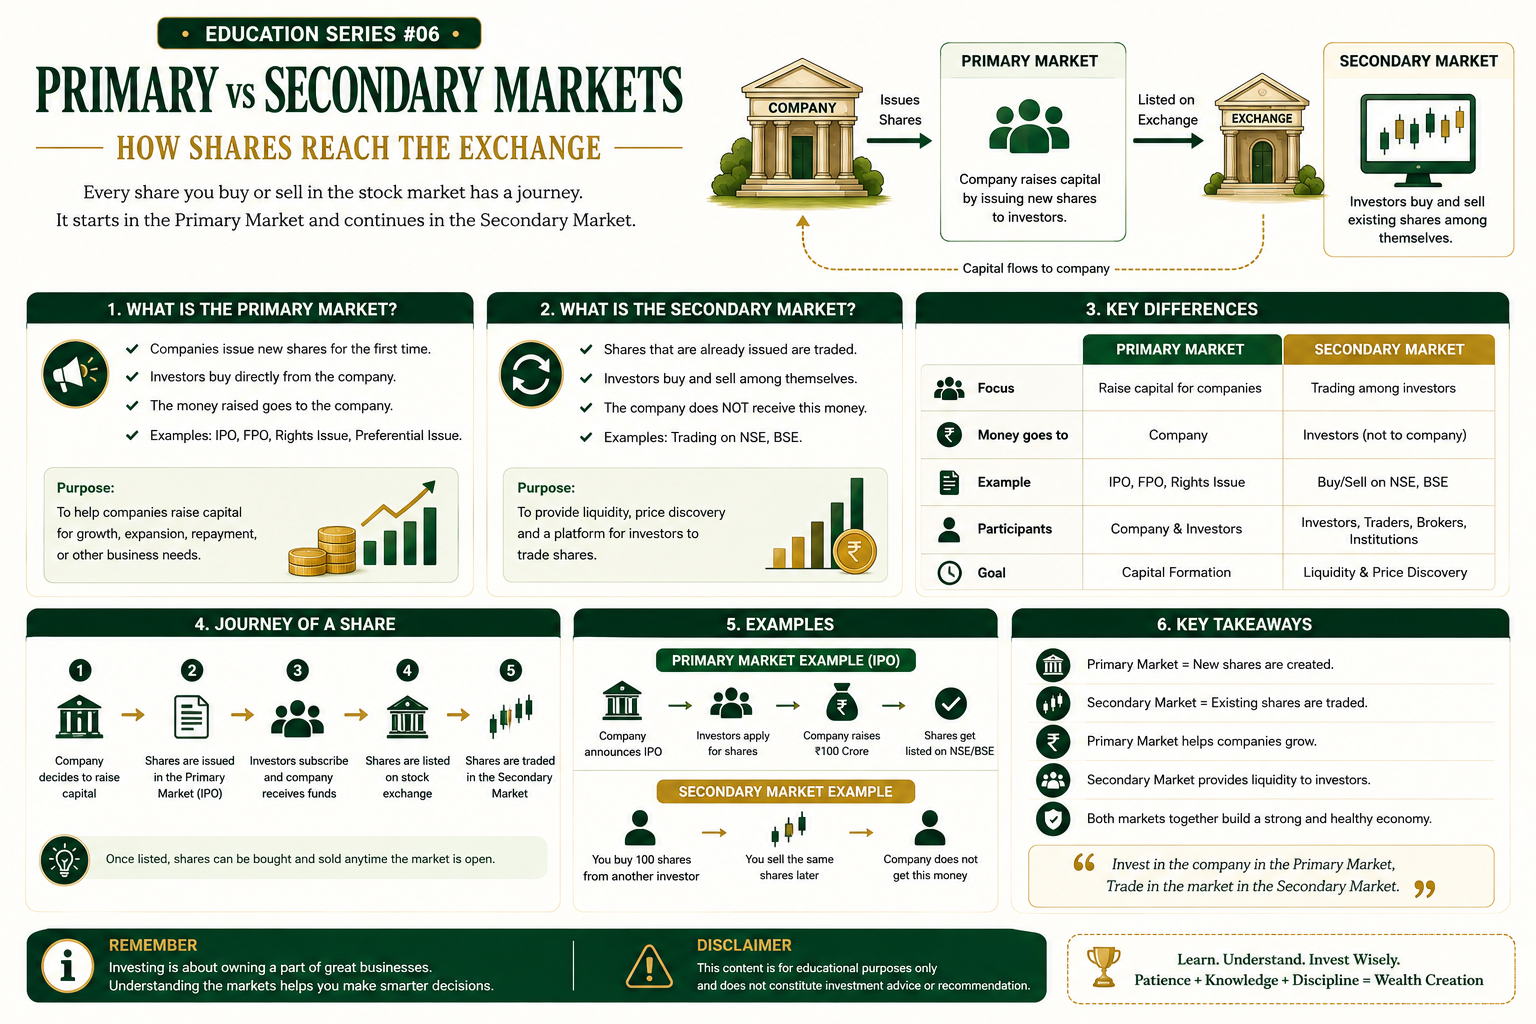 • EDUCATION SERIES #06 •
PRIMARY vs SECONDARY MARKETS
HOW SHARES REACH THE EXCHANGE
Every share you buy or sell in the stock market has a journey.
It starts in the Primary Market and continues in the Secondary Market.
COMPANY
Issues
Shares
PRIMARY MARKET
Company raises capital
by issuing new shares
to investors.
Listed on
Exchange
EXCHANGE
SECONDARY MARKET
Investors buy and sell
existing shares among
themselves.
Capital flows to company
1. WHAT IS THE PRIMARY MARKET?
Companies issue new shares for the first time.
Investors buy directly from the company.
The money raised goes to the company.
Examples: IPO, FPO, Rights Issue, Preferential Issue.
Purpose:
To help companies raise capital
for growth, expansion, repayment,
or other business needs.
2. WHAT IS THE SECONDARY MARKET?
Shares that are already issued are traded.
Investors buy and sell among themselves.
The company does NOT receive this money.
Examples: Trading on NSE, BSE.
Purpose:
To provide liquidity, price discovery
and a platform for investors to
trade shares.
₹
3. KEY DIFFERENCES
PRIMARY MARKET SECONDARY MARKET
Focus Raise capital for companies Trading among investors
₹ Money goes to Company Investors (not to company)
Example IPO, FPO, Rights Issue Buy/Sell on NSE, BSE
Participants Company & Investors Investors, Traders, Brokers,
Institutions
Goal Capital Formation Liquidity & Price Discovery
4. JOURNEY OF A SHARE
1
Company
decides to raise
capital
2
Shares are issued
in the Primary
Market (IPO)
3
Investors subscribe
and company
receives funds
4
Shares are listed
on stock
exchange
5
Shares are traded
in the Secondary
Market
Once listed, shares can be bought and sold anytime the market is open.
5. EXAMPLES
PRIMARY MARKET EXAMPLE (IPO)
Company
announces IPO
Investors apply
for shares
₹
Company raises
₹100 Crore
Shares get
listed on NSE/BSE
SECONDARY MARKET EXAMPLE
You buy 100 shares
from another investor
You sell the same
shares later
Company does not
get this money
6. KEY TAKEAWAYS
Primary Market = New shares are created.
Secondary Market = Existing shares are traded.
₹ Primary Market helps companies grow.
Secondary Market provides liquidity to investors.
Both markets together build a strong and healthy economy.
“ Invest in the company in the Primary Market,
Trade in the market in the Secondary Market. ”
i
REMEMBER
Investing is about owning a part of great businesses.
Understanding the markets helps you make smarter decisions.
!
DISCLAIMER
This content is for educational purposes only
and does not constitute investment advice or recommendation.
Learn. Understand. Invest Wisely.
Patience + Knowledge + Discipline = Wealth Creation